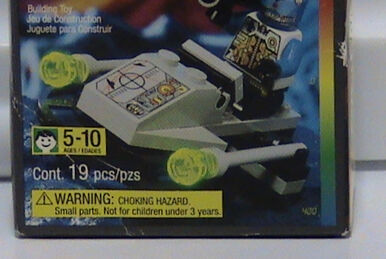 Building Toy
Jeu de Construction
Juguete para Construir
5-10
AGES / EDADES
Cont. 19 pcs/pzs
WARNING: CHOKING HAZARD.
Small parts. Not for children under 3 years.